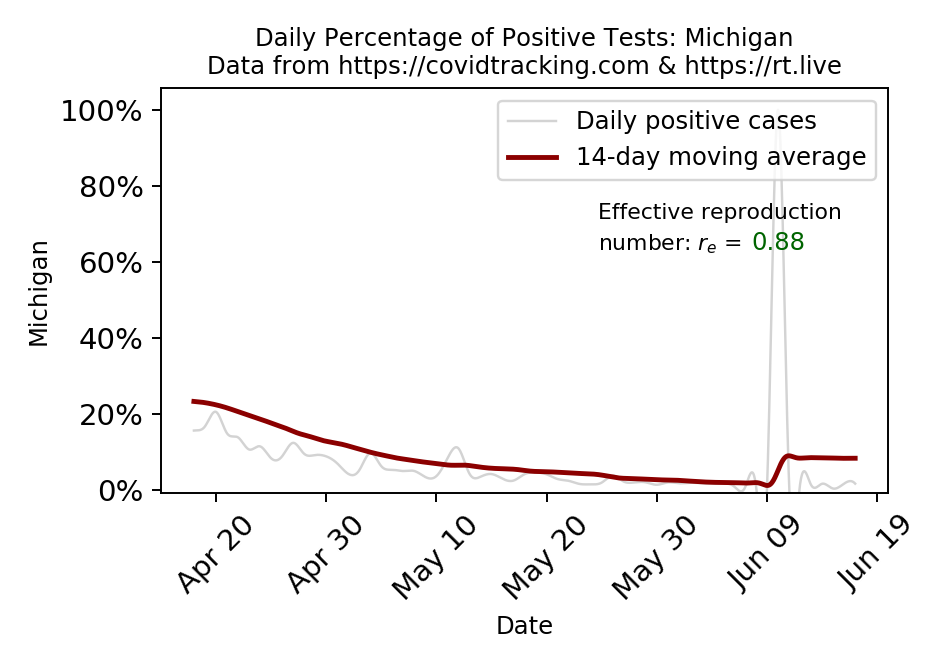 Daily Percentage of Positive Tests: Michigan
Data from https://covidtracking.com & https://rt.live
100%
80%
60%
40%
20%
0%
Michigan
Daily positive cases
14-day moving average
Effective reproduction
number: rₑ = 0.88
Apr 20
Apr 30
May 10
May 20
May 30
Jun 09
Jun 19
Date